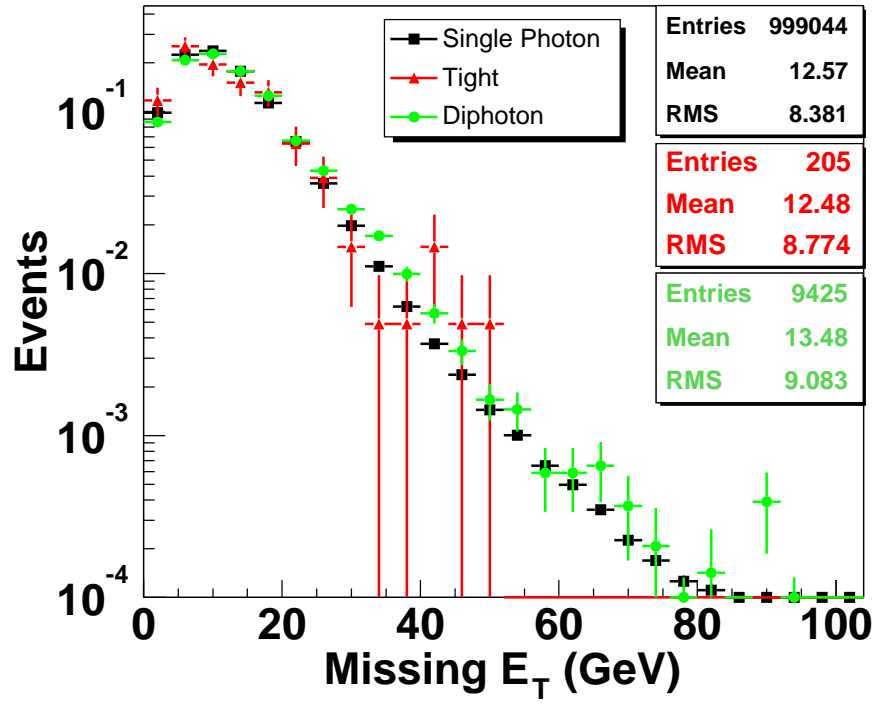 Single Photon
Tight
Diphoton
Entries 999044
Mean 12.57
RMS 8.381
Entries 205
Mean 12.48
RMS 8.774
Entries 9425
Mean 13.48
RMS 9.083
Events
10^-1
10^-2
10^-3
10^-4
0 20 40 60 80 100
Missing E_T (GeV)